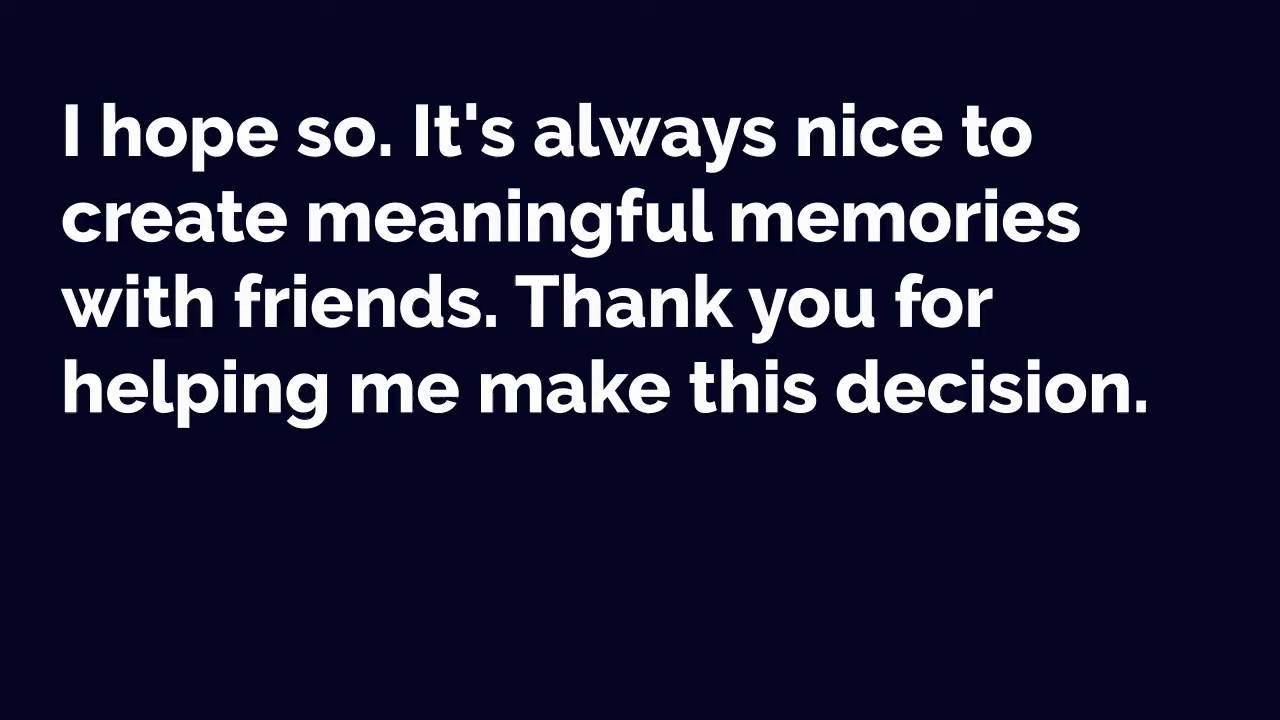 I hope so. It's always nice to
create meaningful memories
with friends. Thank you for
helping me make this decision.